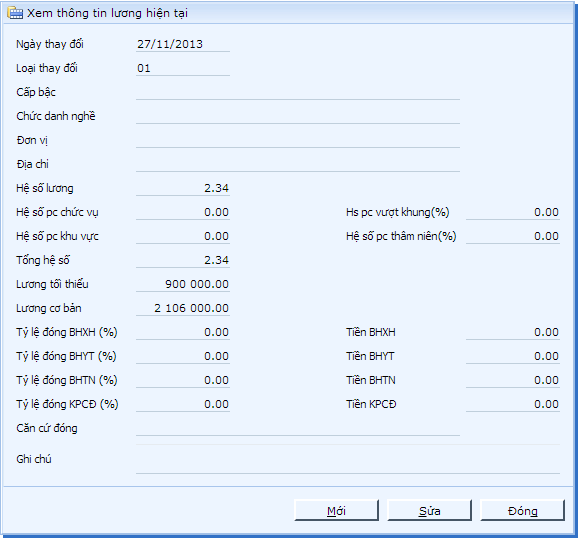 Xem thông tin lương hiện tại
Ngày thay đổi 27/11/2013
Loại thay đổi 01
Cấp bậc
Chức danh nghề
Đơn vị
Địa chỉ
Hệ số lương 2.34
Hệ số pc chức vụ 0.00 Hs pc vượt khung(%) 0.00
Hệ số pc khu vực 0.00 Hệ số pc thâm niên(%) 0.00
Tổng hệ số 2.34
Lương tối thiểu 900 000.00
Lương cơ bản 2 106 000.00
Tỷ lệ đóng BHXH (%) 0.00 Tiền BHXH 0.00
Tỷ lệ đóng BHYT (%) 0.00 Tiền BHYT 0.00
Tỷ lệ đóng BHTN (%) 0.00 Tiền BHTN 0.00
Tỷ lệ đóng KPCĐ (%) 0.00 Tiền KPCĐ 0.00
Căn cứ đóng
Ghi chú
Mới Sửa Đóng